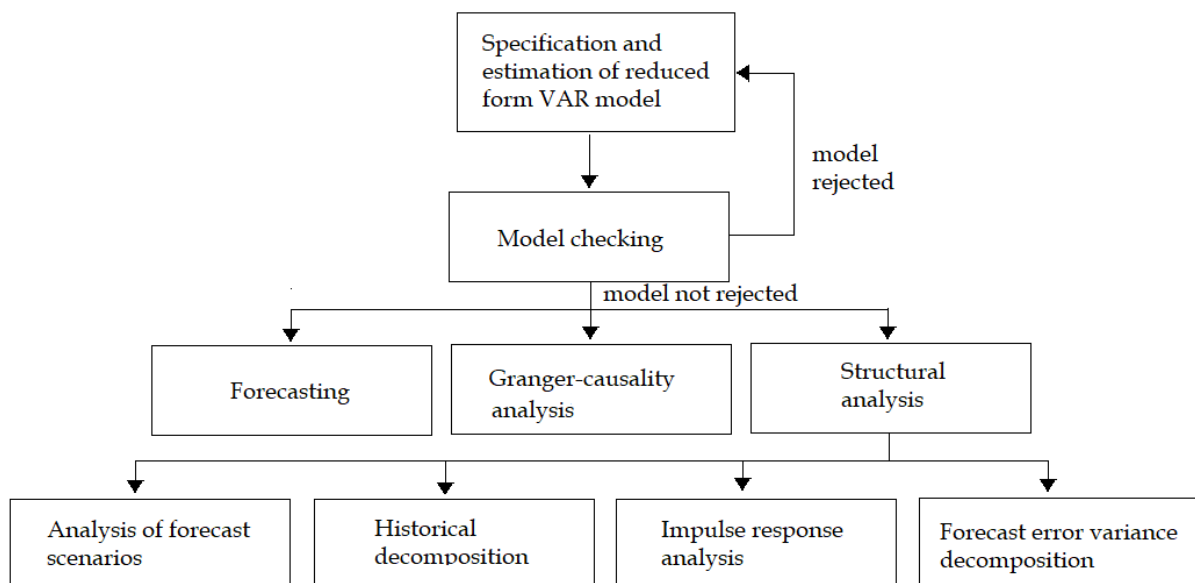 Specification and
estimation of reduced
form VAR model
model
rejected
Model checking
model not rejected
Forecasting
Granger-causality
analysis
Structural
analysis
Analysis of forecast
scenarios
Historical
decomposition
Impulse response
analysis
Forecast error variance
decomposition